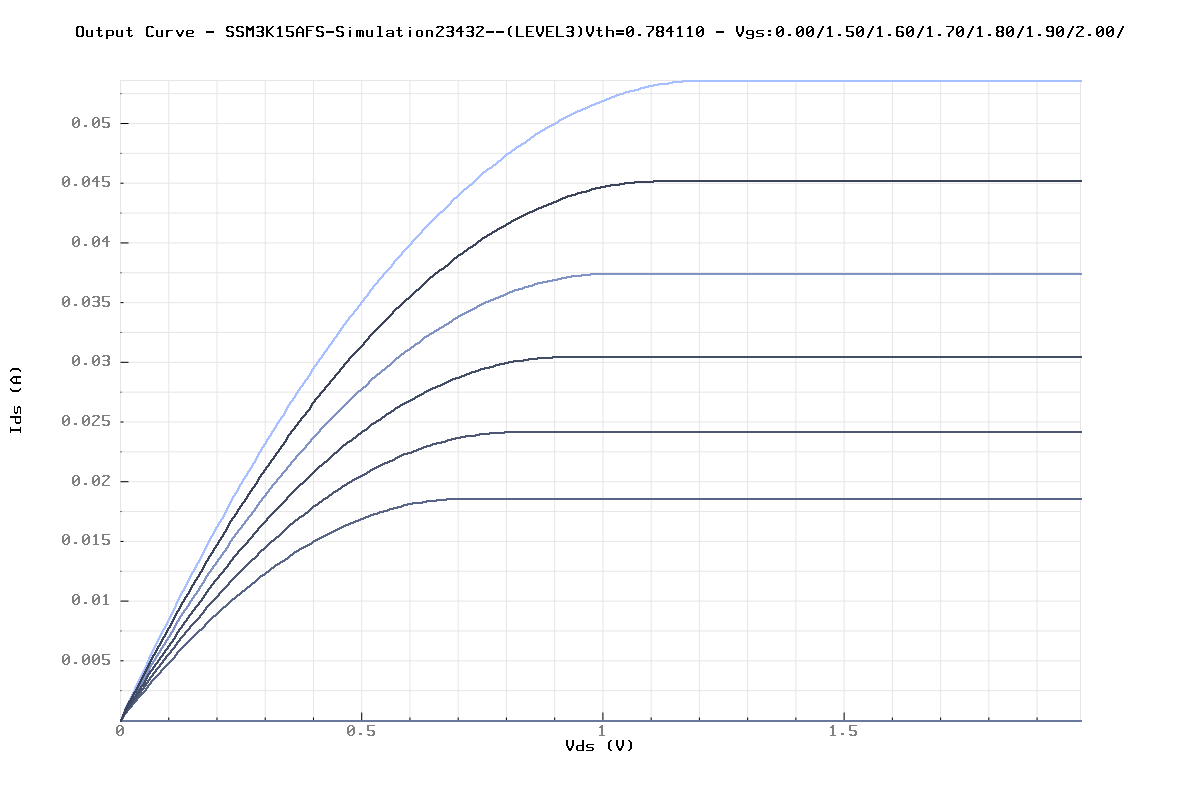 Output Curve - SSM3K15AFS-Simulation23432--(LEVEL3)Vth=0.784110 - Vgs:0.00/1.50/1.60/1.70/1.80/1.90/2.00/
0.05
0.045
0.04
0.035
0.03
0.025
0.02
0.015
0.01
0.005
Ids (A)
0 0.5 1 1.5
Vds (V)